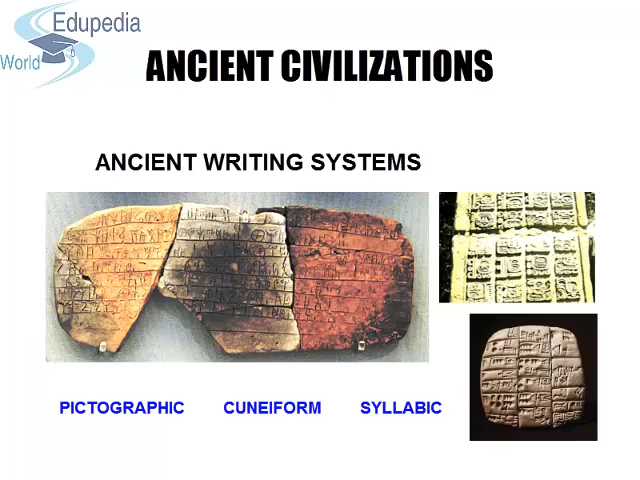 Edupedia
World
ANCIENT CIVILIZATIONS
ANCIENT WRITING SYSTEMS
PICTOGRAPHIC CUNEIFORM SYLLABIC